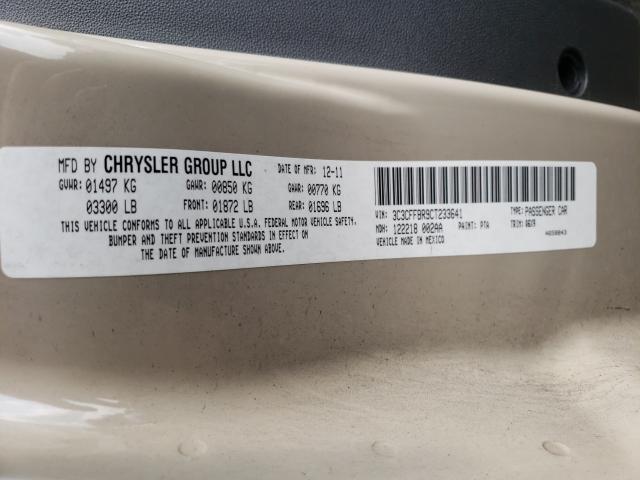 MFD BY CHRYSLER GROUP LLC DATE OF MFR: 12-11
GVWR: 01497 KG GAWR: 00850 KG GAWR: 00770 KG
03300 LB FRONT: 01872 LB REAR: 01696 LB
THIS VEHICLE CONFORMS TO ALL APPLICABLE U.S.A. FEDERAL MOTOR VEHICLE SAFETY,
BUMPER AND THEFT PREVENTION STANDARDS IN EFFECT ON
THE DATE OF MANUFACTURE SHOWN ABOVE.
VIN: 3C3CFFBR9CT233641 TYPE: PASSENGER CAR
MDH: 122218 002AA PAINT: PTA TRIM: H6X9
VEHICLE MADE IN MEXICO